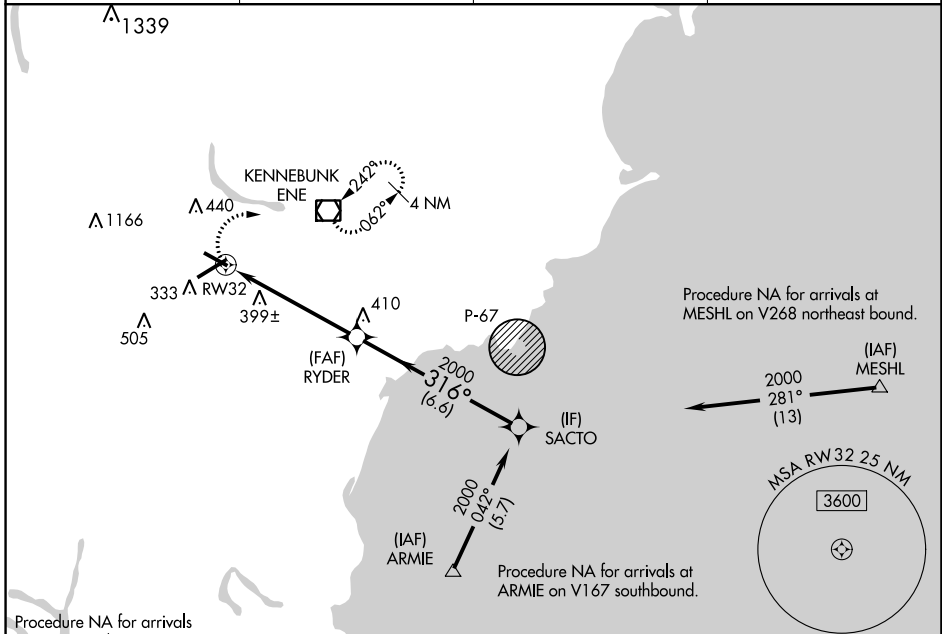 1339
KENNEBUNK
ENE
242°
062°
4 NM
440
1166
333
RW32
399±
505
410
(FAF)
RYDER
P-67
2000
316°
(6.6)
(IF)
SACTO
Procedure NA for arrivals at
MESHL on V268 northeast bound.
(IAF)
MESHL
2000
281°
(13)
MSA RW32 25 NM
3600
2000
042°
(5.7)
(IAF)
ARMIE
Procedure NA for arrivals at
ARMIE on V167 southbound.
Procedure NA for arrivals